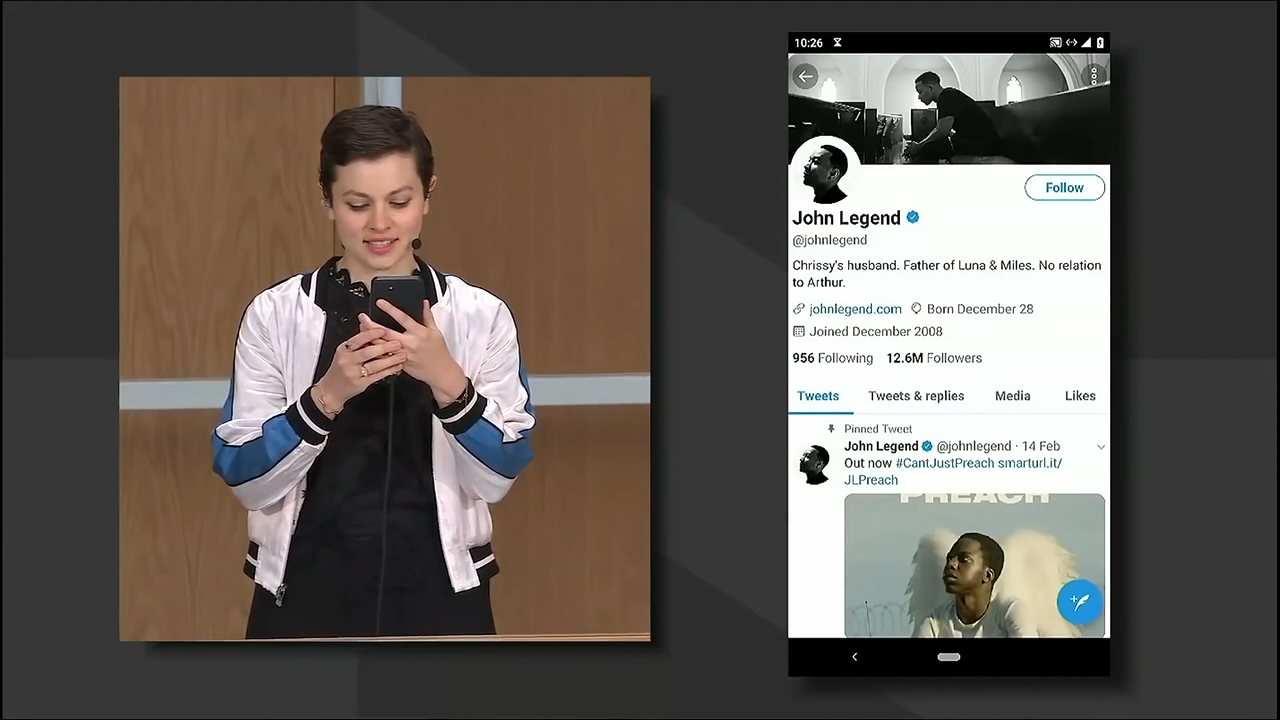 10:26
Follow
John Legend
@johnlegend
Chrissy's husband. Father of Luna & Miles. No relation
to Arthur.
johnlegend.com Born December 28
Joined December 2008
956 Following 12.6M Followers
Tweets Tweets & replies Media Likes
Pinned Tweet
John Legend @johnlegend · 14 Feb
Out now #CantJustPreach smarturl.it/
JLPreach
PREACH